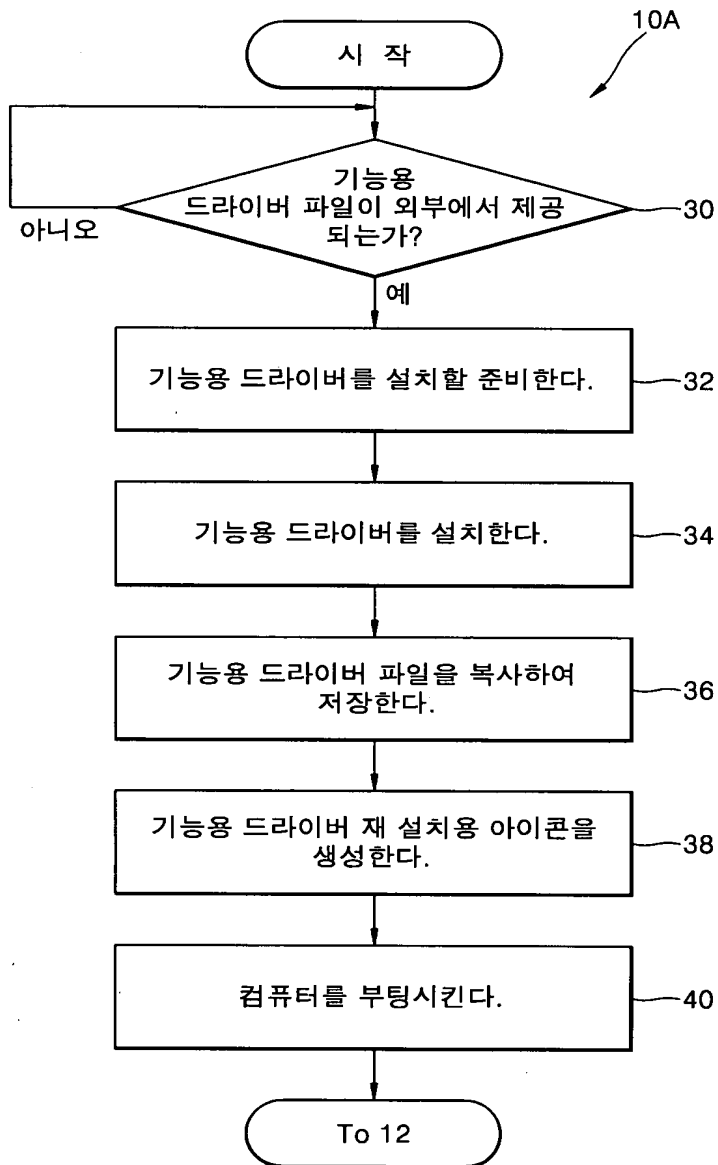 10A
시 작
기능용
드라이버 파일이 외부에서 제공
되는가?
30
아니오
예
기능용 드라이버를 설치할 준비한다.
32
기능용 드라이버를 설치한다.
34
기능용 드라이버 파일을 복사하여
저장한다.
36
기능용 드라이버 재 설치용 아이콘을
생성한다.
38
컴퓨터를 부팅시킨다.
40
To 12